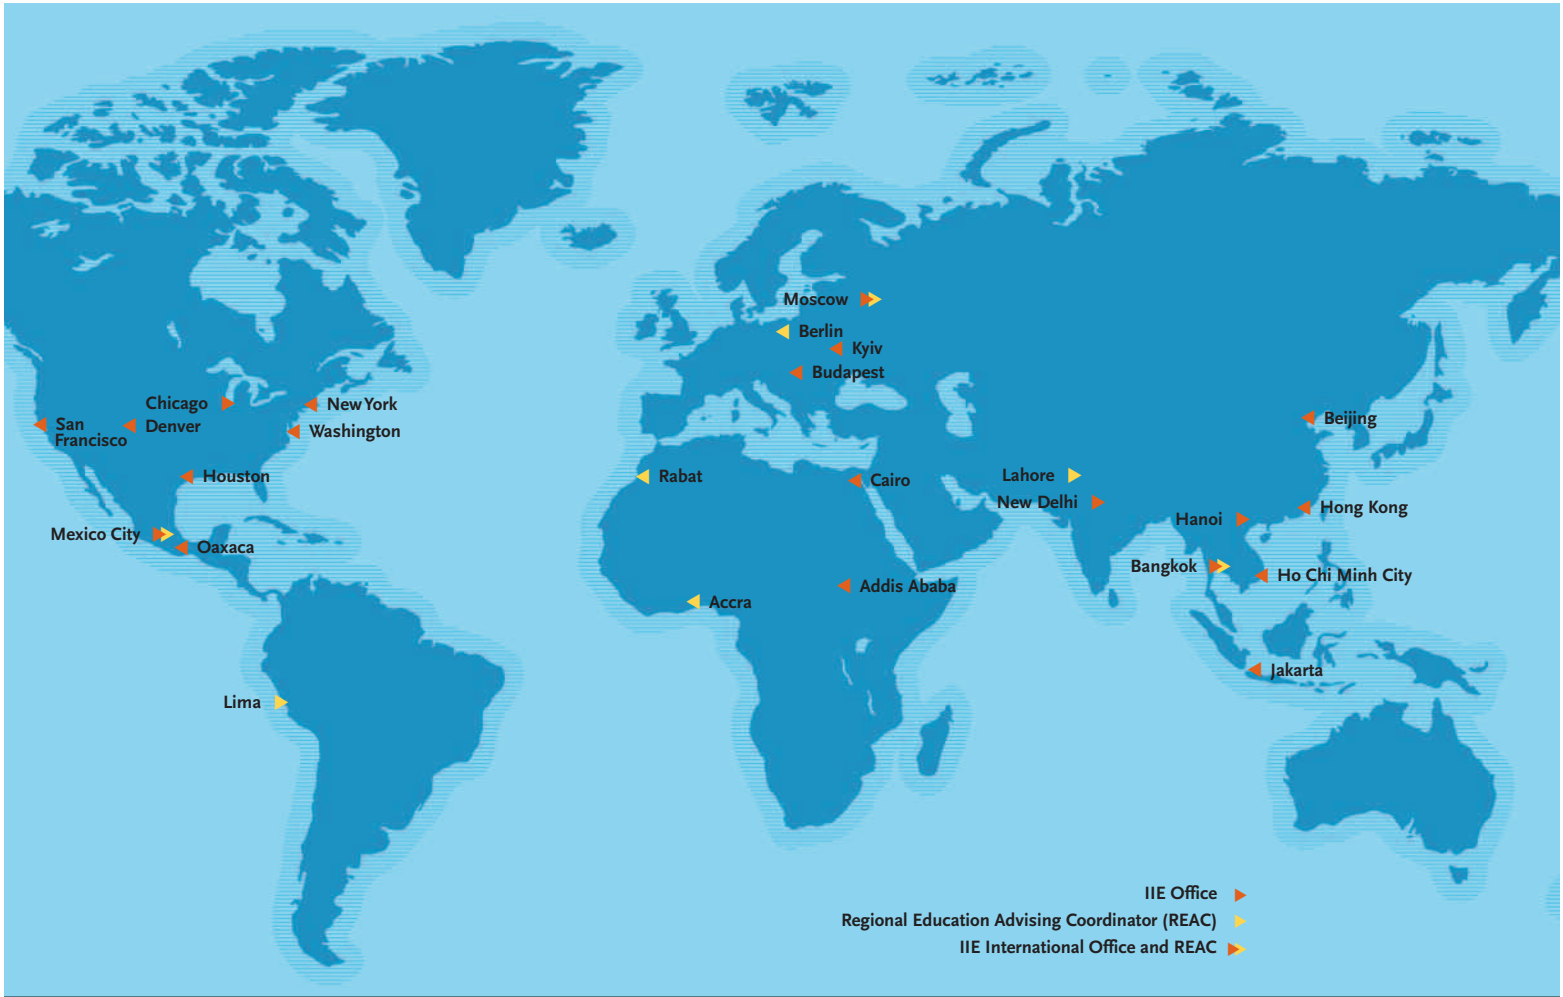 Moscow
Berlin
Kyiv
Budapest
Chicago
New York
San
Francisco
Denver
Washington
Beijing
Houston
Rabat
Cairo
Lahore
New Delhi
Hong Kong
Hanoi
Mexico City
Oaxaca
Bangkok
Ho Chi Minh City
Addis Ababa
Accra
Jakarta
Lima
IIE Office
Regional Education Advising Coordinator (REAC)
IIE International Office and REAC